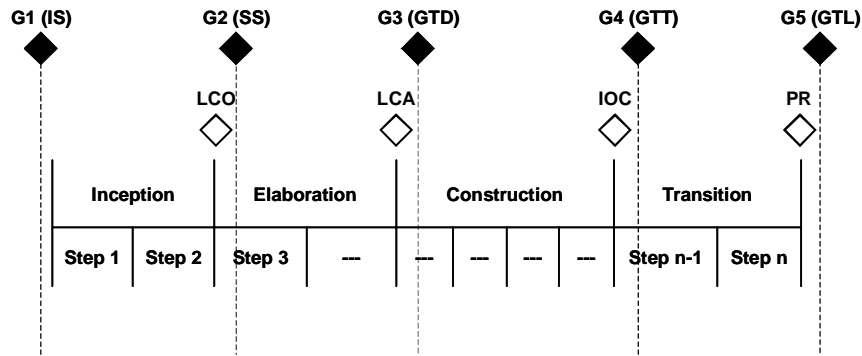 G1 (IS) G2 (SS) G3 (GTD) G4 (GTT) G5 (GTL)
LCO LCA IOC PR
Inception Elaboration Construction Transition
Step 1 Step 2 Step 3 --- --- --- --- --- Step n-1 Step n